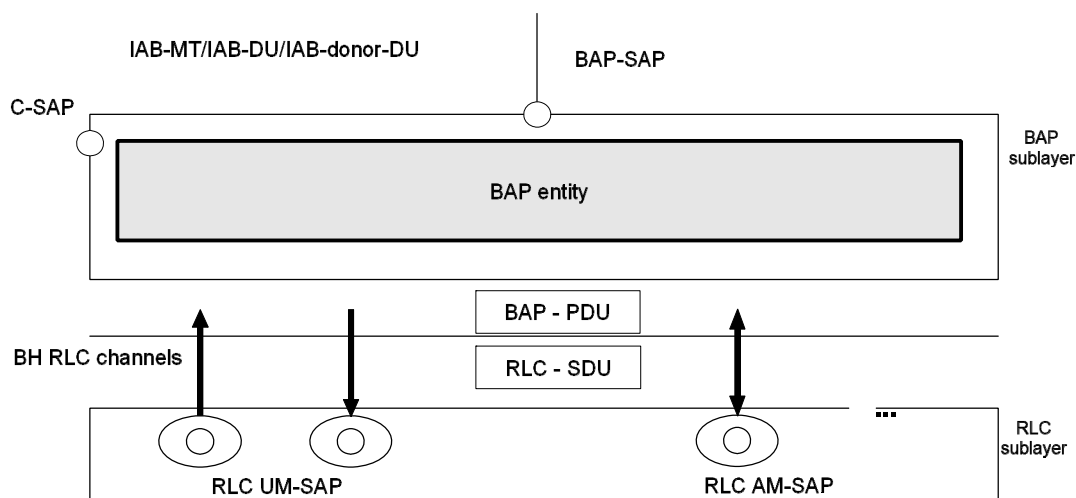 IAB-MT/IAB-DU/IAB-donor-DU
BAP-SAP
C-SAP
BAP
sublayer
BAP entity
BAP - PDU
BH RLC channels
RLC - SDU
...
RLC
sublayer
RLC UM-SAP
RLC AM-SAP